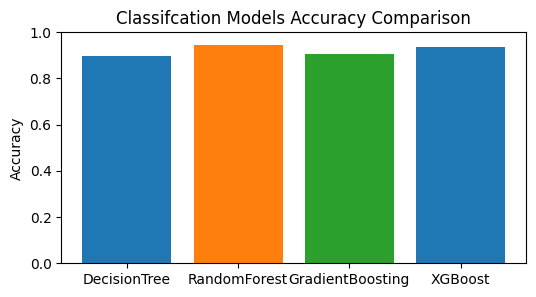 Classifcation Models Accuracy Comparison
Accuracy
1.0
0.8
0.6
0.4
0.2
0.0
DecisionTree RandomForest GradientBoosting XGBoost